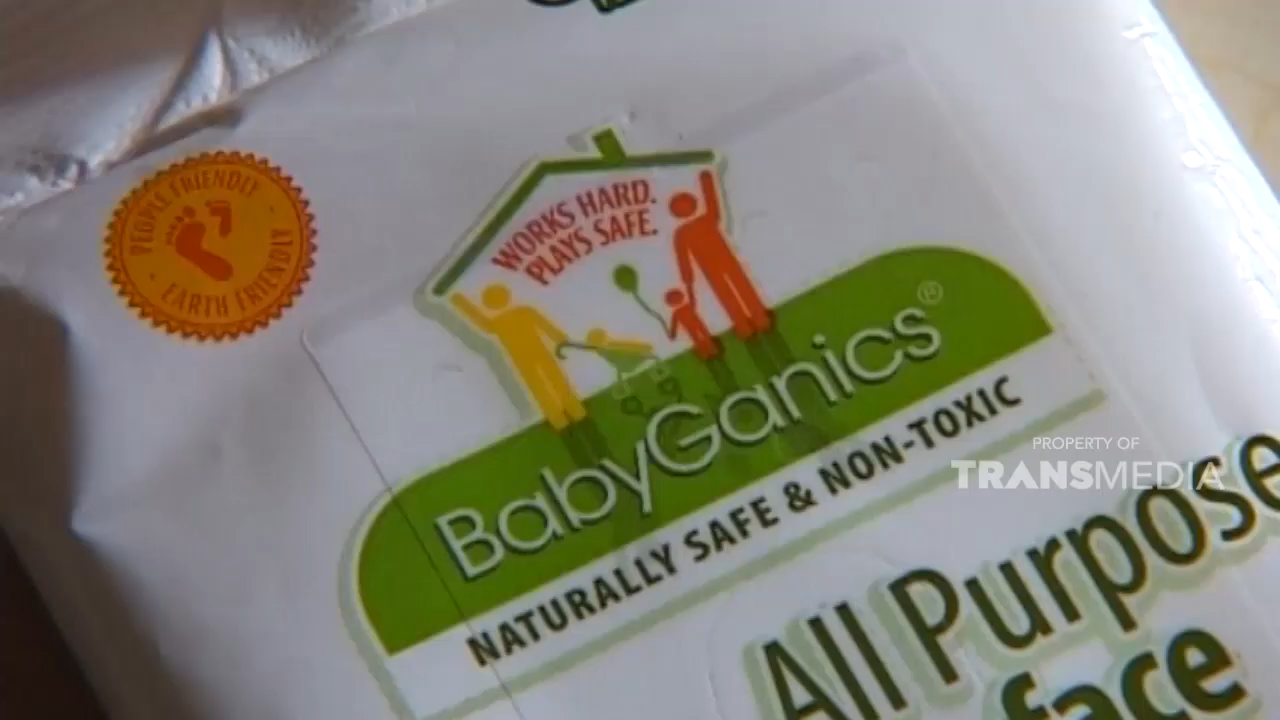 PEOPLE FRIENDLY
EARTH FRIENDLY
WORKS HARD.
PLAYS SAFE.
BabyGanics®
NATURALLY SAFE & NON-TOXIC
PROPERTY OF
TRANSMEDIA
All Purpose
face